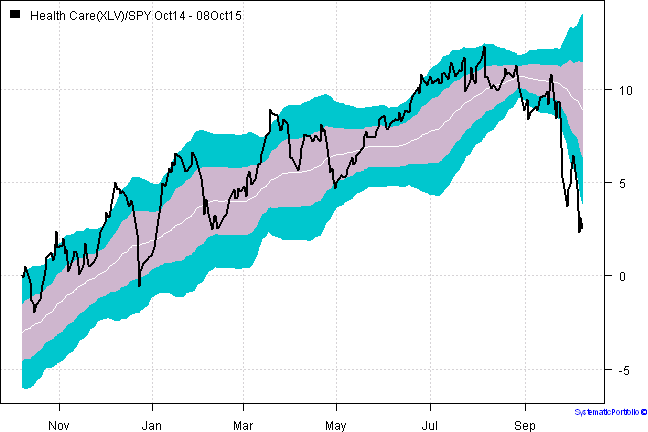 Health Care(XLV)/SPY Oct14 - 08Oct15
10
5
0
-5
Nov Jan Mar May Jul Sep
SystematicPortfolio ©